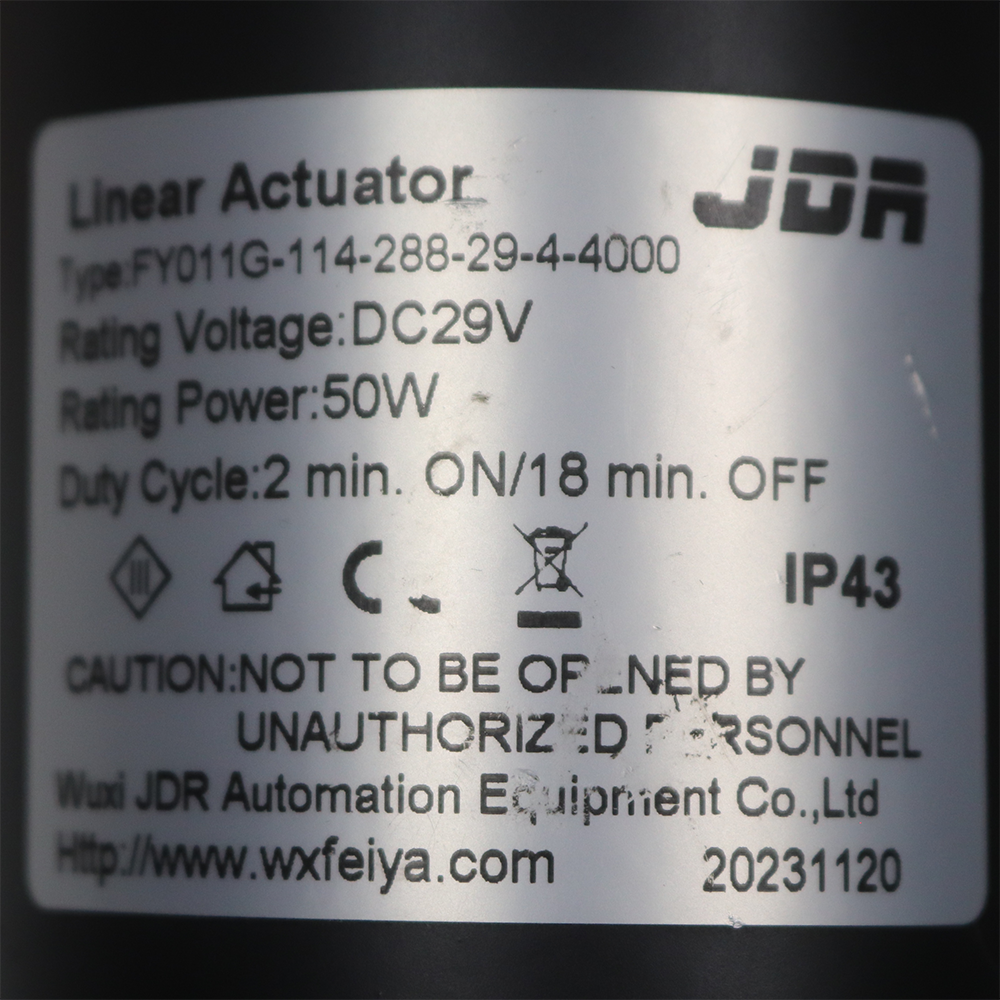 Linear Actuator
JDR
Type:FY011G-114-288-29-4-4000
Rating Voltage:DC29V
Rating Power:50W
Duty Cycle:2 min. ON/18 min. OFF
III
IP43
CAUTION:NOT TO BE OPENED BY
UNAUTHORIZED PERSONNEL
Wuxi JDR Automation Equipment Co.,Ltd
Http://www.wxfeiya.com
20231120